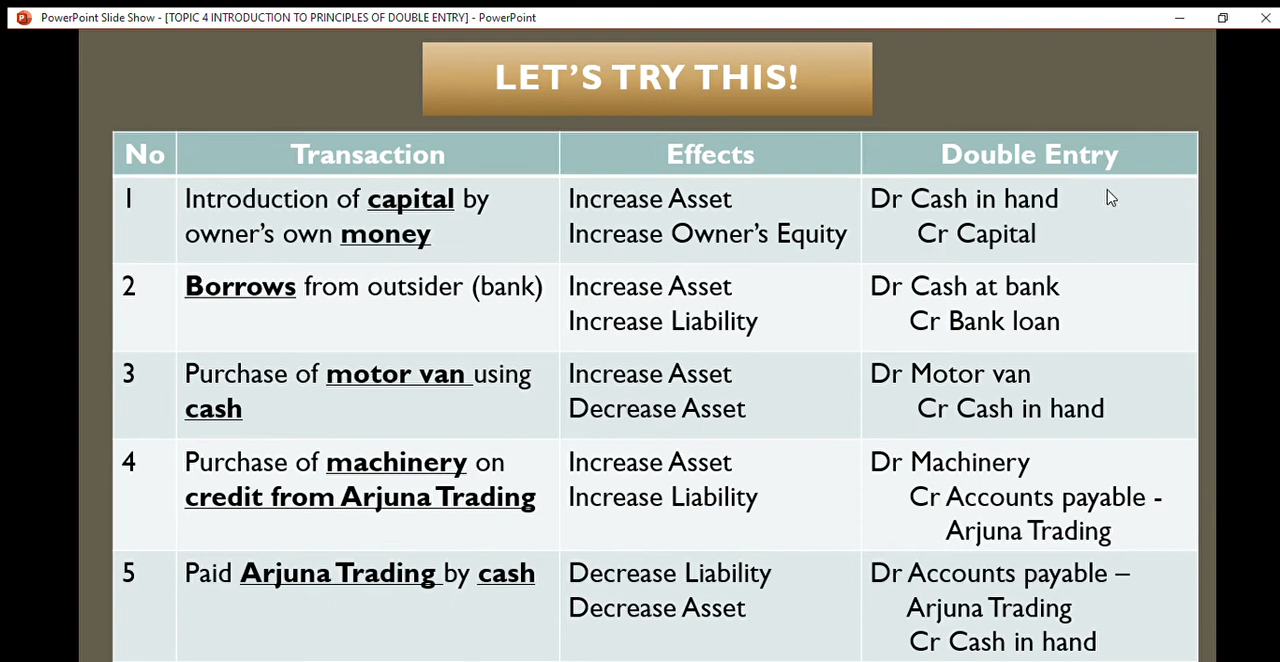 PowerPoint Slide Show - [TOPIC 4 INTRODUCTION TO PRINCIPLES OF DOUBLE ENTRY] - PowerPoint
LET'S TRY THIS!
No Transaction Effects Double Entry
1 Introduction of capital by Increase Asset Dr Cash in hand
owner's own money Increase Owner's Equity Cr Capital
2 Borrows from outsider (bank) Increase Asset Dr Cash at bank
Increase Liability Cr Bank loan
3 Purchase of motor van using Increase Asset Dr Motor van
cash Decrease Asset Cr Cash in hand
4 Purchase of machinery on Increase Asset Dr Machinery
credit from Arjuna Trading Increase Liability Cr Accounts payable -
Arjuna Trading
5 Paid Arjuna Trading by cash Decrease Liability Dr Accounts payable –
Decrease Asset Arjuna Trading
Cr Cash in hand